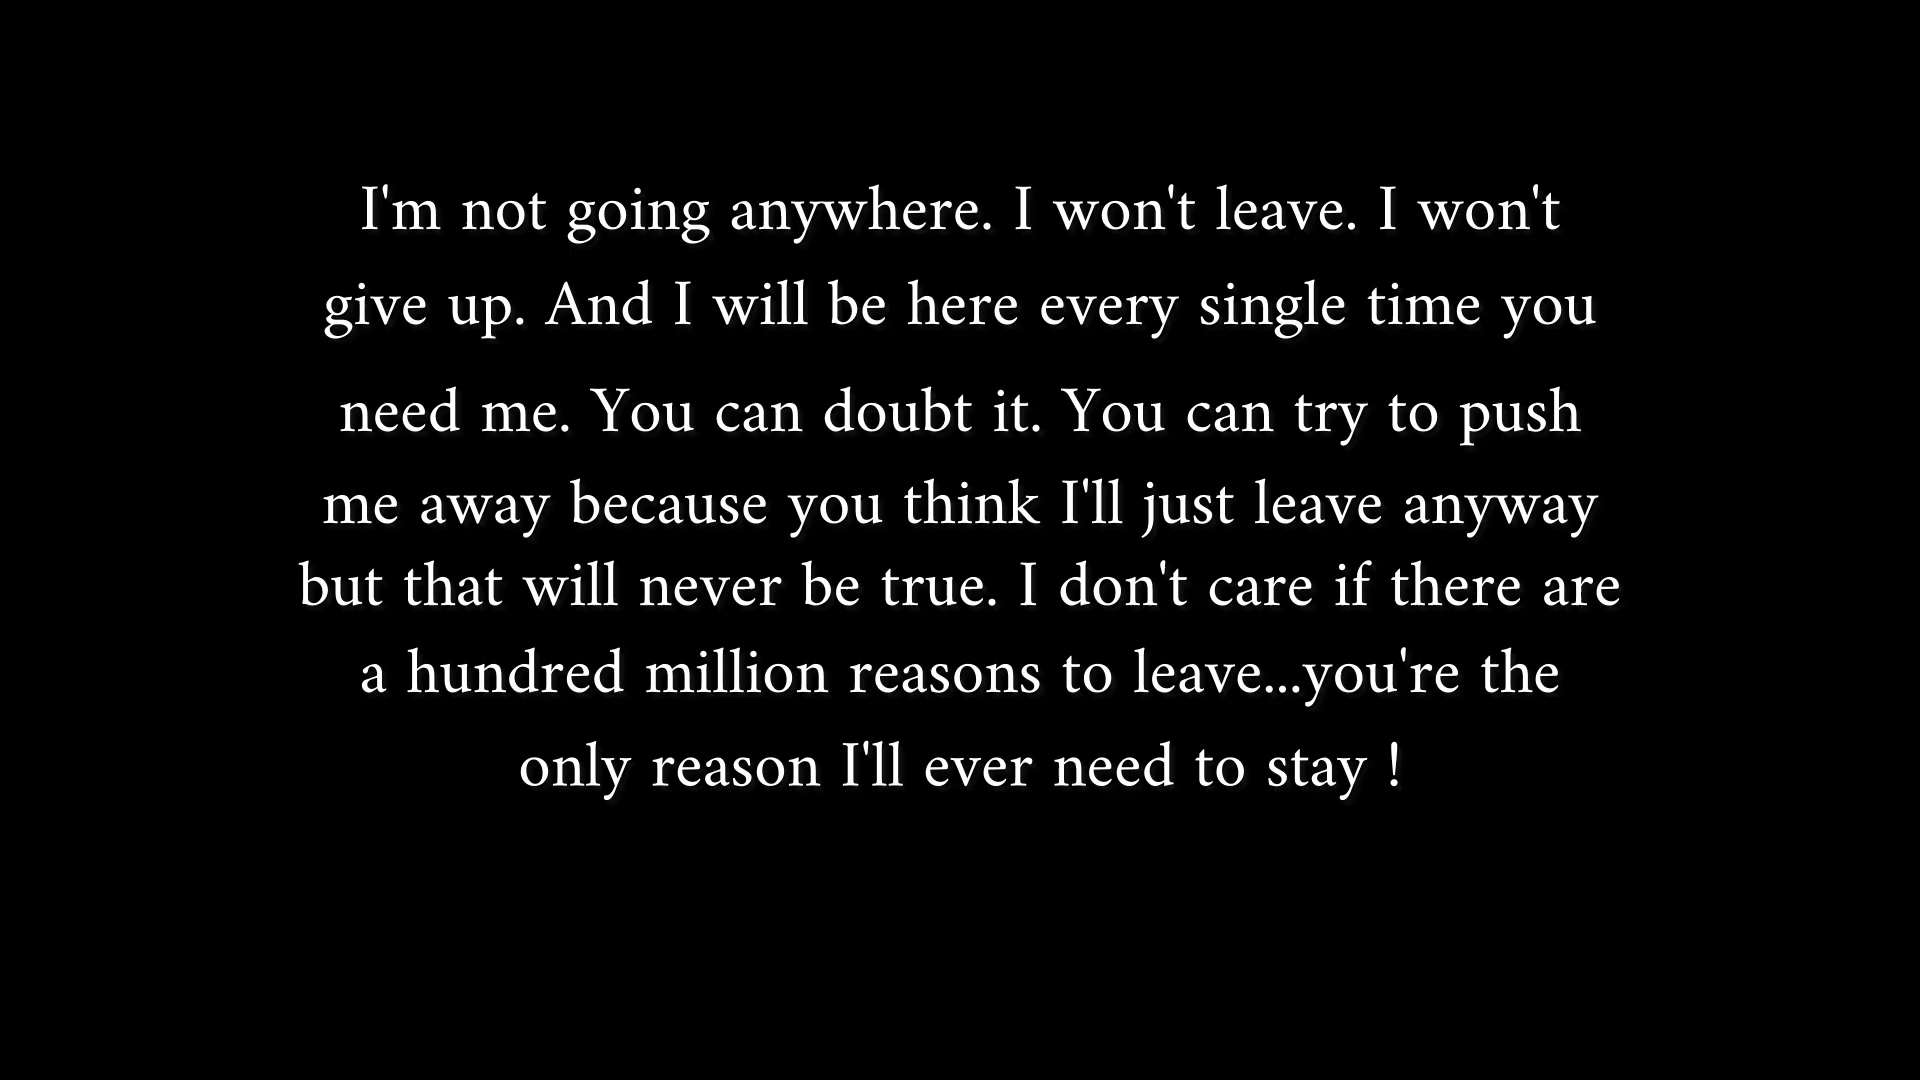 I'm not going anywhere. I won't leave. I won't
give up. And I will be here every single time you
need me. You can doubt it. You can try to push
me away because you think I'll just leave anyway
but that will never be true. I don't care if there are
a hundred million reasons to leave...you're the
only reason I'll ever need to stay !